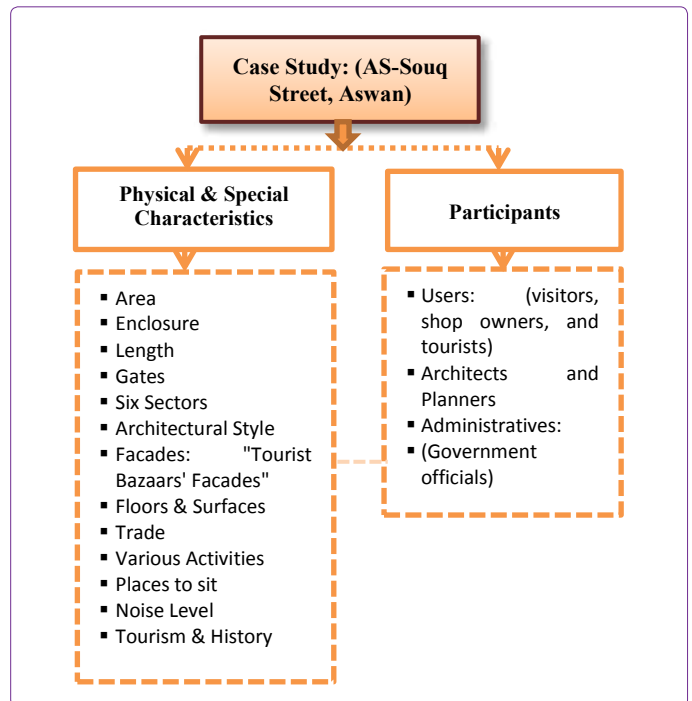 Case Study: (AS-Souq
Street, Aswan)
Physical & Special
Characteristics
▪ Area
▪ Enclosure
▪ Length
▪ Gates
▪ Six Sectors
▪ Architectural Style
▪ Facades: "Tourist
Bazaars' Facades"
▪ Floors & Surfaces
▪ Trade
▪ Various Activities
▪ Places to sit
▪ Noise Level
▪ Tourism & History
Participants
▪ Users: (visitors,
shop owners, and
tourists)
▪ Architects and
Planners
▪ Administratives:
▪ (Government
officials)